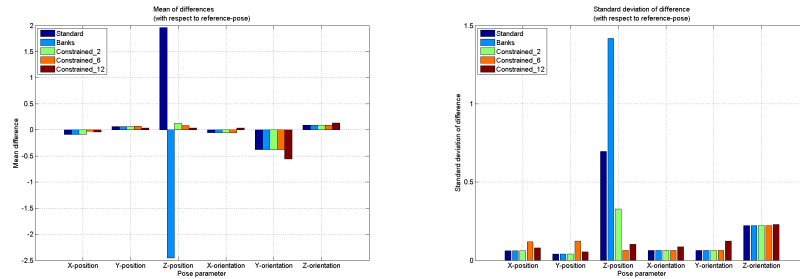 Mean of differences
(with respect to reference-pose)
2
1.5
1
0.5
0
-0.5
-1
-1.5
-2
-2.5
Mean difference
Standard
Banks
Constrained_2
Constrained_6
Constrained_12
X-position Y-position Z-position X-orientation Y-orientation Z-orientation
Pose parameter
Standard deviation of difference
(with respect to reference-pose)
1.5
1
0.5
0
Standard deviation of difference
Standard
Banks
Constrained_2
Constrained_6
Constrained_12
X-position Y-position Z-position X-orientation Y-orientation Z-orientation
Pose parameter